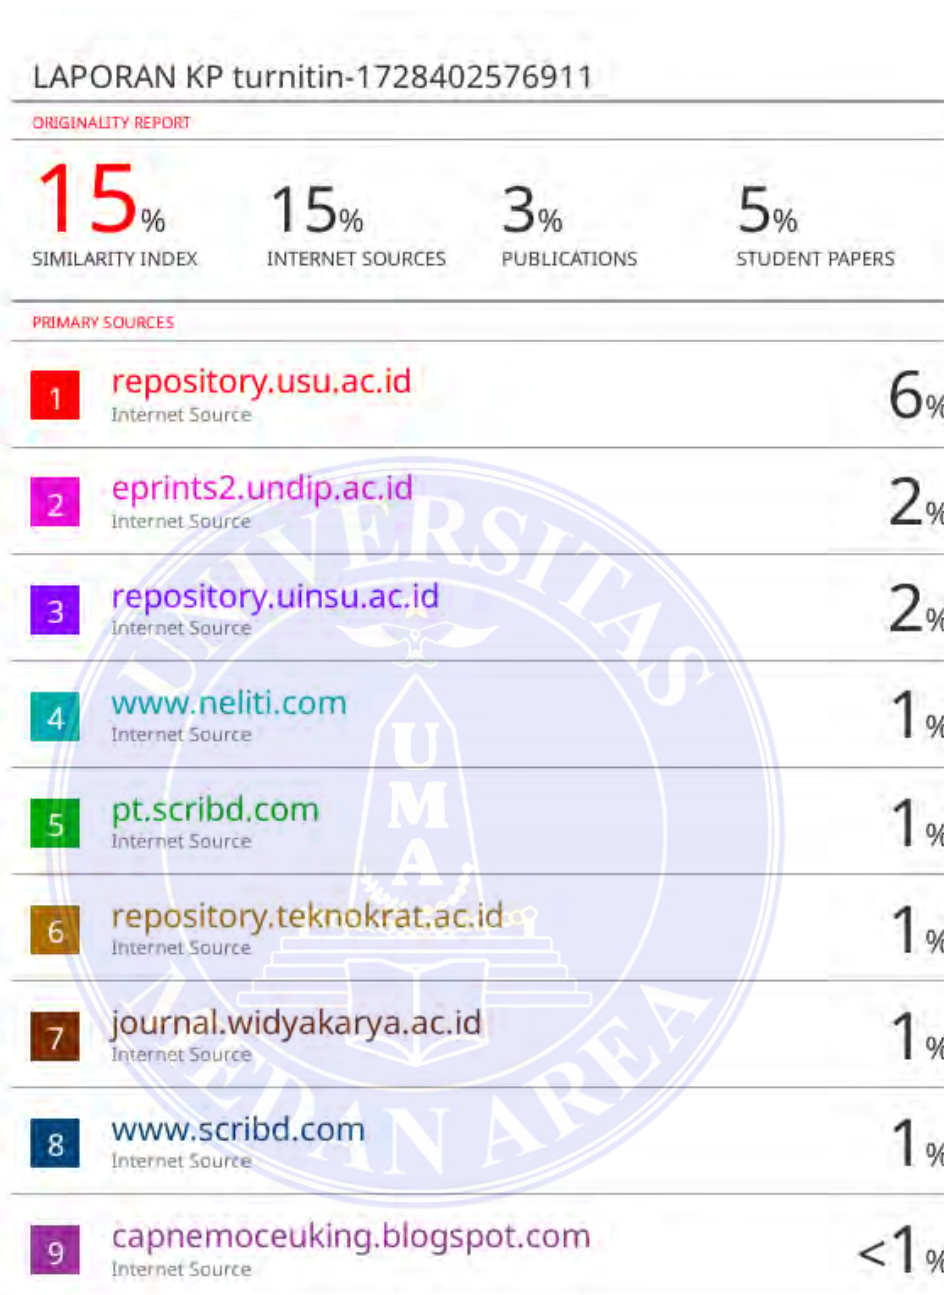 LAPORAN KP turnitin-1728402576911
ORIGINALITY REPORT
15% 15% 3% 5%
SIMILARITY INDEX INTERNET SOURCES PUBLICATIONS STUDENT PAPERS
PRIMARY SOURCES
1 repository.usu.ac.id 6%
Internet Source
2 eprints2.undip.ac.id 2%
Internet Source
3 repository.uinsu.ac.id 2%
Internet Source
4 www.neliti.com 1%
Internet Source
5 pt.scribd.com 1%
Internet Source
6 repository.teknokrat.ac.id 1%
Internet Source
7 journal.widyakarya.ac.id 1%
Internet Source
8 www.scribd.com 1%
Internet Source
9 capnemoceuking.blogspot.com <1%
Internet Source
UNIVERSITAS
UMA
MEDAN AREA